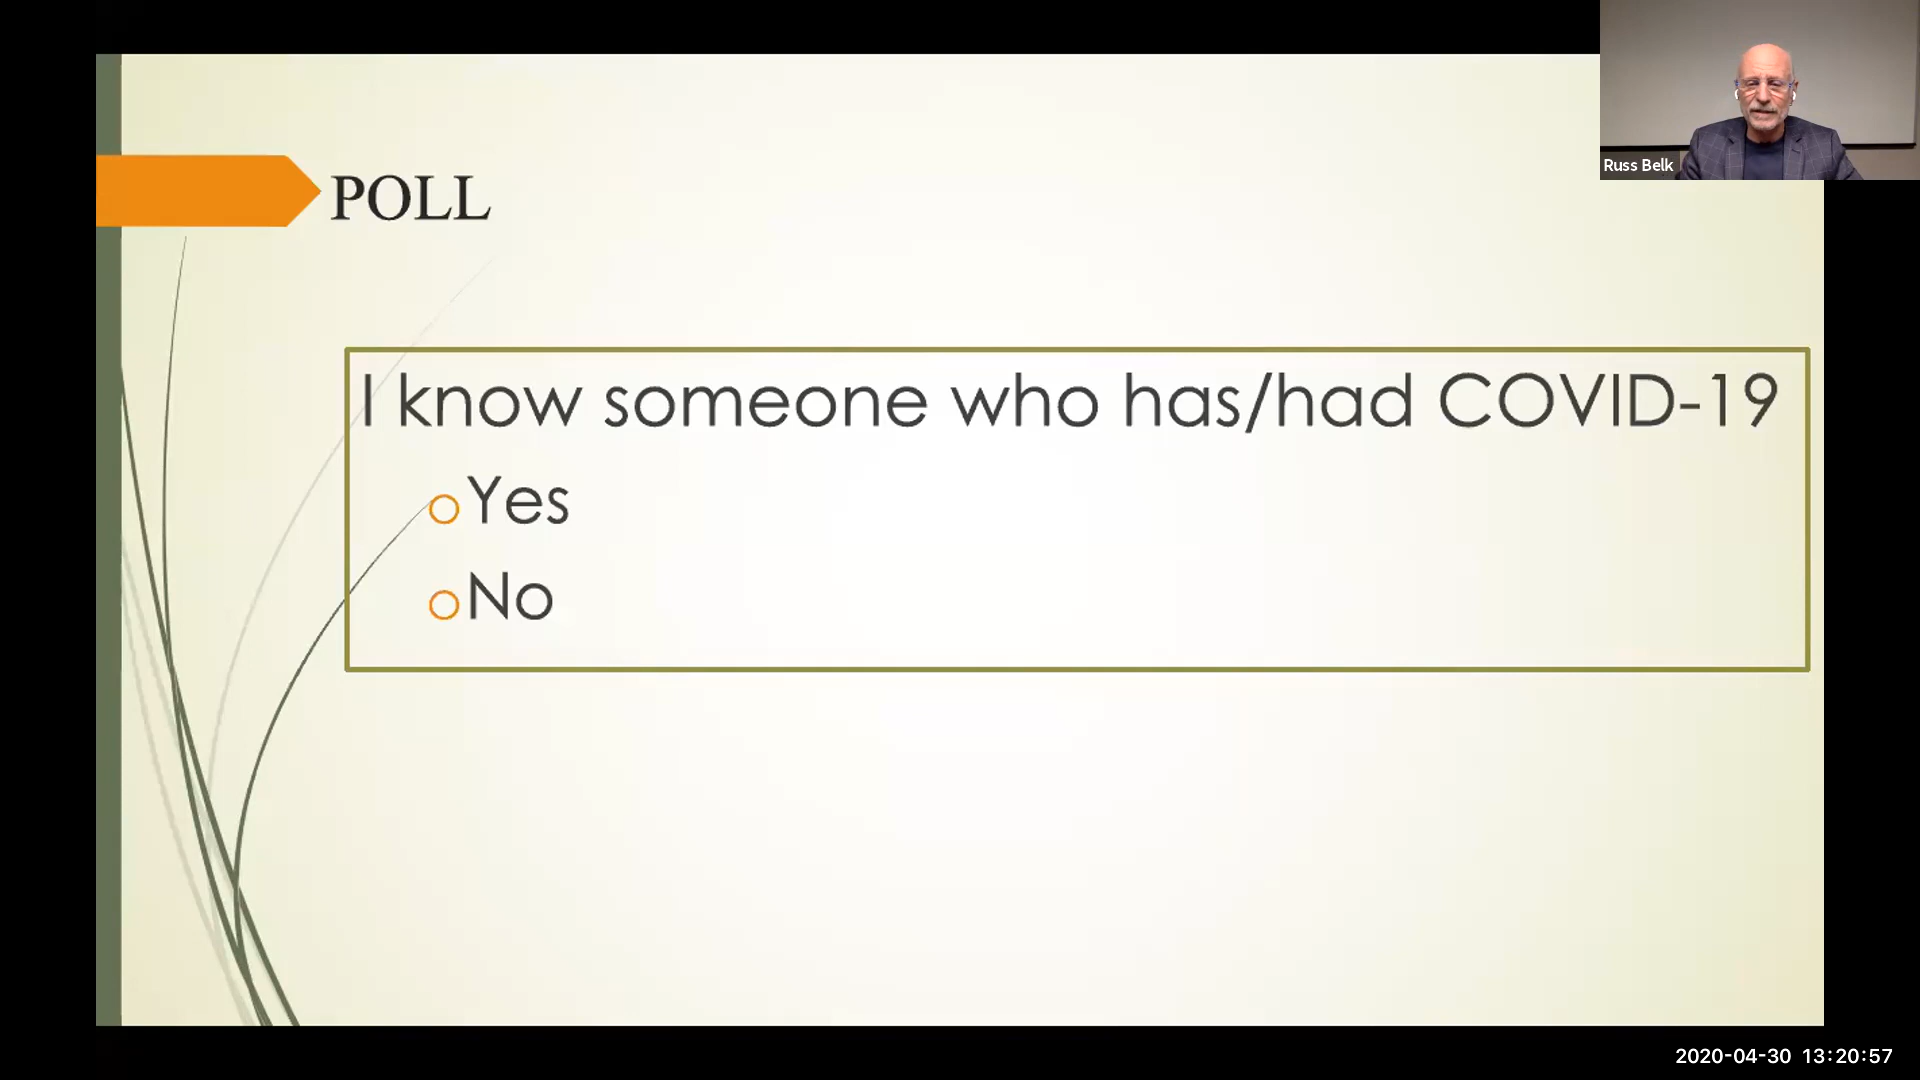 POLL
I know someone who has/had COVID-19
Yes
No
Russ Belk
2020-04-30 13:20:57